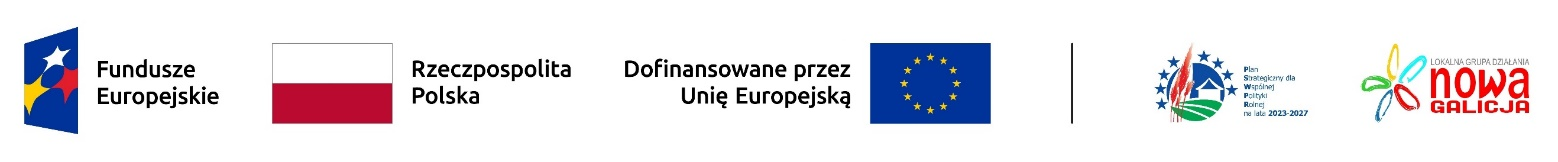 Fundusze
Europejskie
Rzeczpospolita
Polska
Dofinansowane przez
Unię Europejską
Plan
Strategiczny dla
Wspólnej
Polityki
Rolnej
na lata 2023-2027
LOKALNA GRUPA DZIAŁANIA
nowa
GALICJA